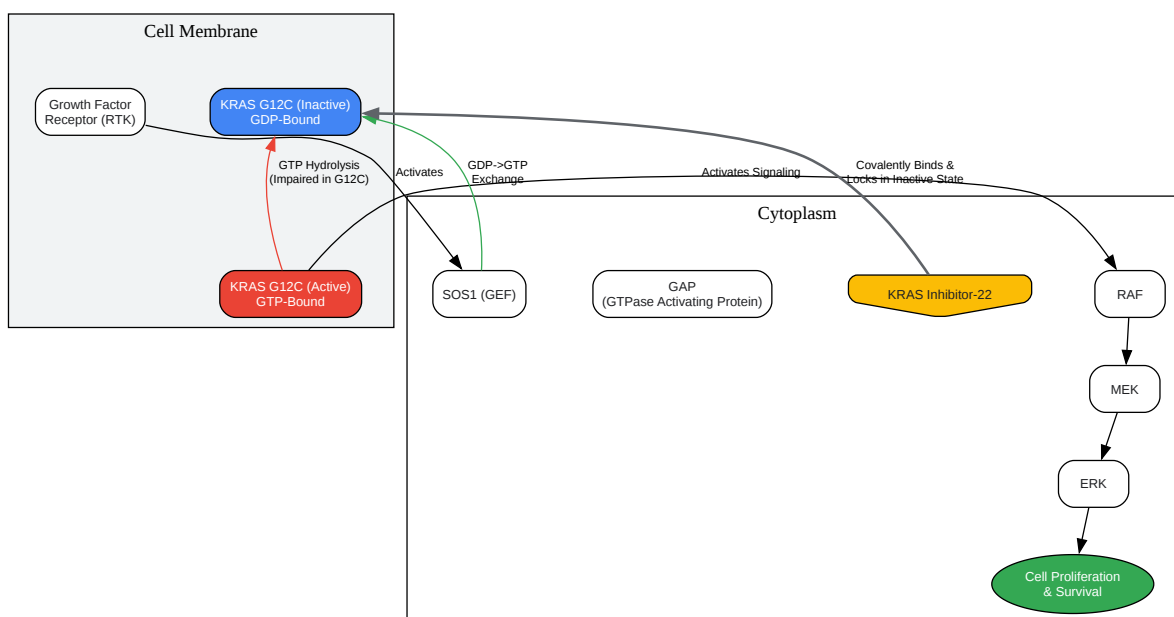 Cell Membrane
Growth Factor
Receptor (RTK)
KRAS G12C (Inactive)
GDP-Bound
GTP Hydrolysis
(Impaired in G12C)
Activates
GDP->GTP
Exchange
Activates Signaling
Covalently Binds &
Locks in Inactive State
Cytoplasm
KRAS G12C (Active)
GTP-Bound
SOS1 (GEF)
GAP
(GTPase Activating Protein)
KRAS Inhibitor-22
RAF
MEK
ERK
Cell Proliferation
& Survival